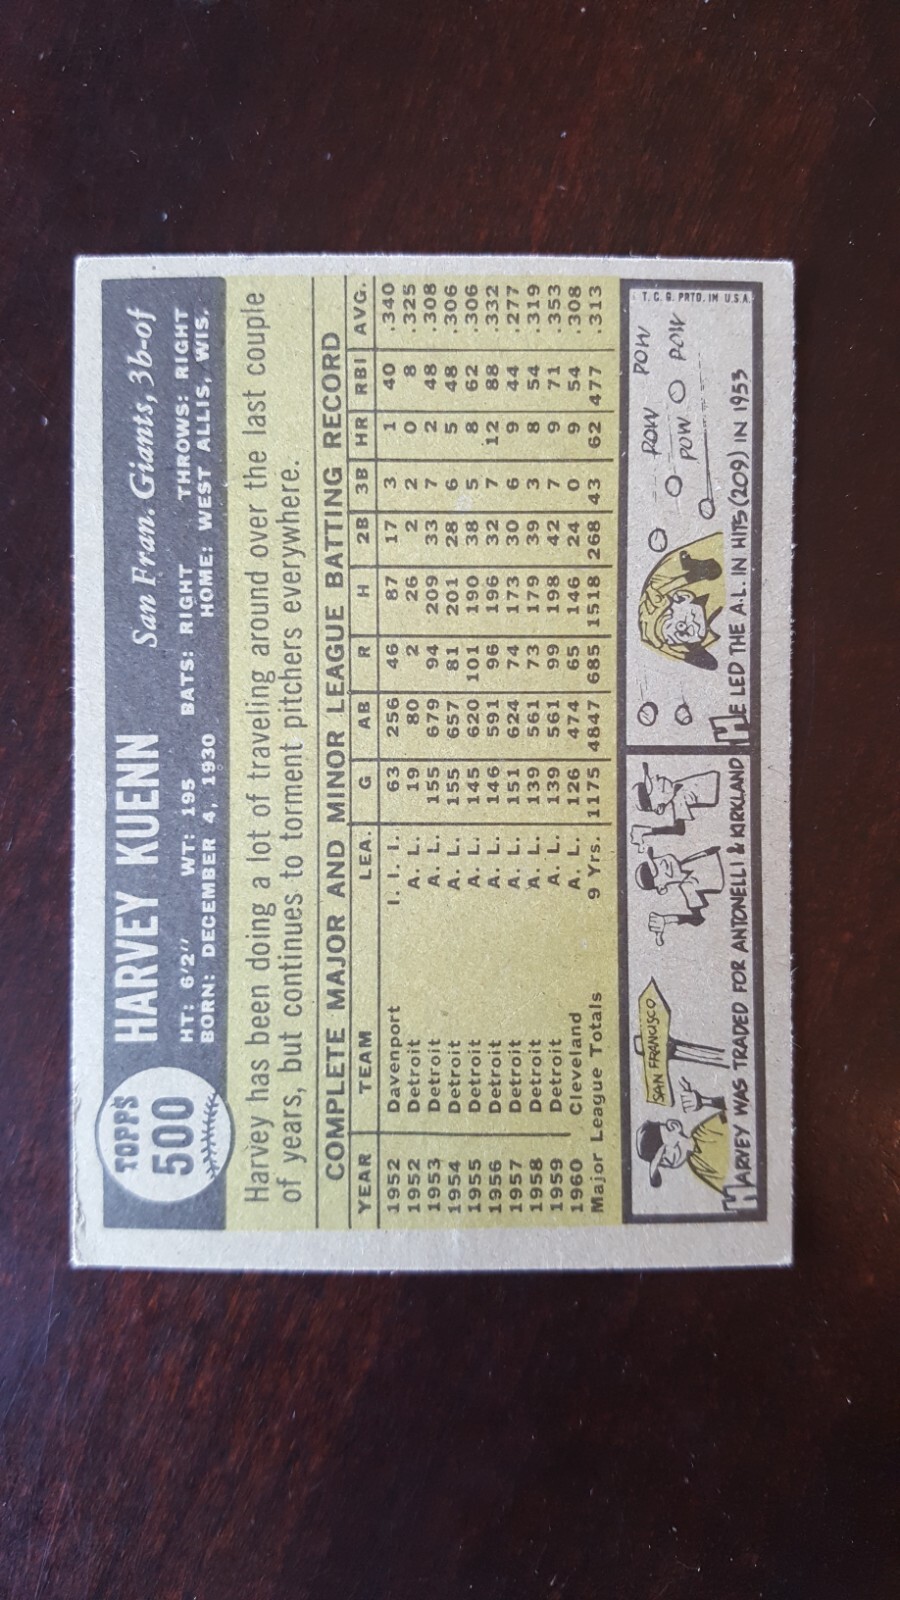 TOPPS
500
HARVEY KUENN San Fran. Giants, 3b-of
HT: 6'2" WT: 195 BATS: RIGHT THROWS: RIGHT
BORN: DECEMBER 4, 1930 HOME: WEST ALLIS, WIS.
Harvey has been doing a lot of traveling around over the last couple
of years, but continues to torment pitchers everywhere.
COMPLETE MAJOR AND MINOR LEAGUE BATTING RECORD
YEAR TEAM LEA. G AB R H 2B 3B HR RBI AVG.
1952 Davenport I. I. I. 63 256 46 87 17 3 1 40 .340
1952 Detroit A. L. 19 80 2 26 2 2 0 8 .325
1953 Detroit A. L. 155 679 94 209 33 7 2 48 .308
1954 Detroit A. L. 155 657 81 201 28 6 5 48 .306
1955 Detroit A. L. 145 620 101 190 38 5 8 62 .306
1956 Detroit A. L. 146 591 96 196 32 7 12 88 .332
1957 Detroit A. L. 151 624 74 173 30 6 9 44 .277
1958 Detroit A. L. 139 561 73 179 39 3 8 54 .319
1959 Detroit A. L. 139 561 99 198 42 7 9 71 .353
1960 Cleveland A. L. 126 474 65 146 24 0 9 54 .308
Major League Totals 9 Yrs. 1175 4847 685 1518 268 43 62 477 .313
SAN FRANCISCO
HARVEY WAS TRADED FOR ANTONELLI & KIRKLAND
POW POW
POW POW
HE LED THE A.L. IN HITS (209) IN 1953
T. C. G. PRTD. IM U.S.A.